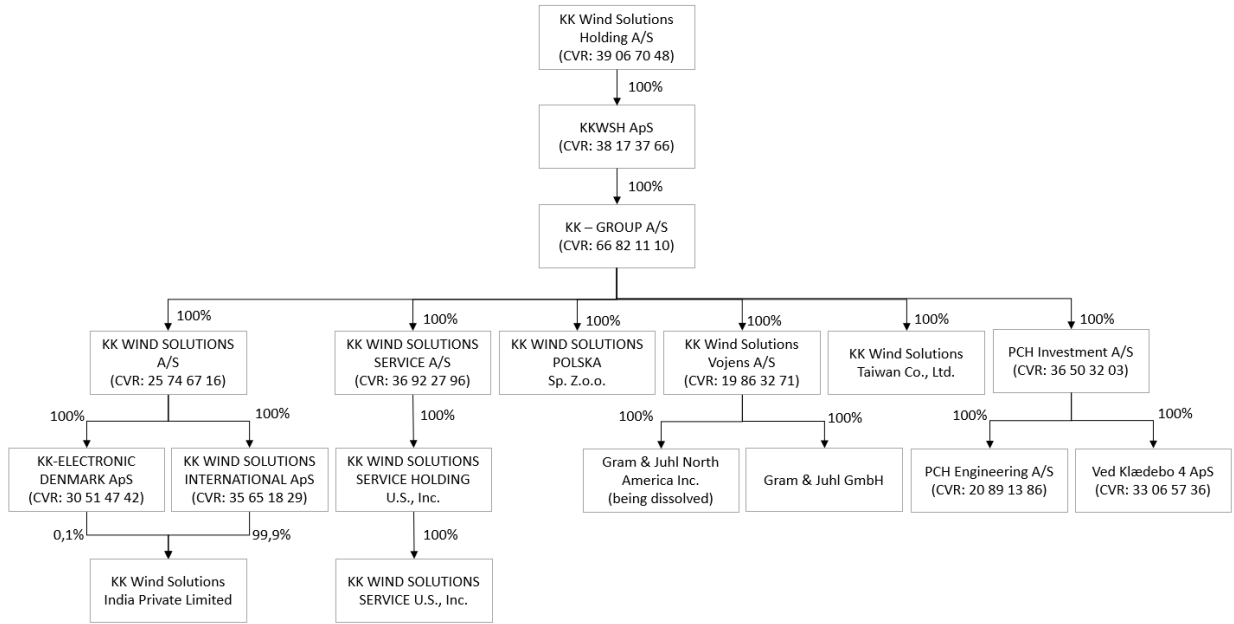 KK Wind Solutions
Holding A/S
(CVR: 39 06 70 48)
100%
KKWSH ApS
(CVR: 38 17 37 66)
100%
KK – GROUP A/S
(CVR: 66 82 11 10)
100%
100%
100%
100%
100%
100%
KK WIND SOLUTIONS
A/S
(CVR: 25 74 67 16)
KK WIND SOLUTIONS
SERVICE A/S
(CVR: 36 92 27 96)
KK WIND SOLUTIONS
POLSKA
Sp. Z.o.o.
KK Wind Solutions
Vojens A/S
(CVR: 19 86 32 71)
KK Wind Solutions
Taiwan Co., Ltd.
PCH Investment A/S
(CVR: 36 50 32 03)
100%
100%
100%
100%
100%
100%
100%
KK-ELECTRONIC
DENMARK ApS
(CVR: 30 51 47 42)
KK WIND SOLUTIONS
INTERNATIONAL ApS
(CVR: 35 65 18 29)
KK WIND SOLUTIONS
SERVICE HOLDING
U.S., Inc.
Gram & Juhl North
America Inc.
(being dissolved)
Gram & Juhl GmbH
PCH Engineering A/S
(CVR: 20 89 13 86)
Ved Klædebo 4 ApS
(CVR: 33 06 57 36)
0,1%
99,9%
100%
KK Wind Solutions
India Private Limited
KK WIND SOLUTIONS
SERVICE U.S., Inc.